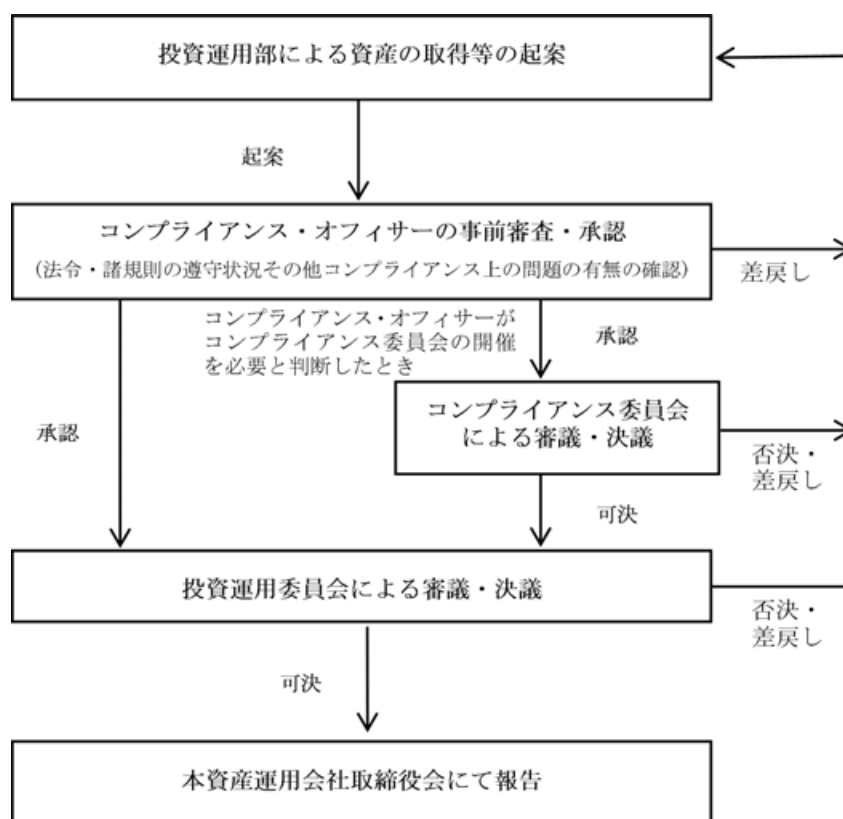 投資運用部による資産の取得等の起案
起案
コンプライアンス・オフィサーの事前審査・承認
(法令・諸規則の遵守状況その他コンプライアンス上の問題の有無の確認)
差戻し
コンプライアンス・オフィサーが
コンプライアンス委員会の開催
を必要と判断したとき
承認
承認
コンプライアンス委員会
による審議・決議
否決・
差戻し
可決
投資運用委員会による審議・決議
否決・
差戻し
可決
本資産運用会社取締役会にて報告